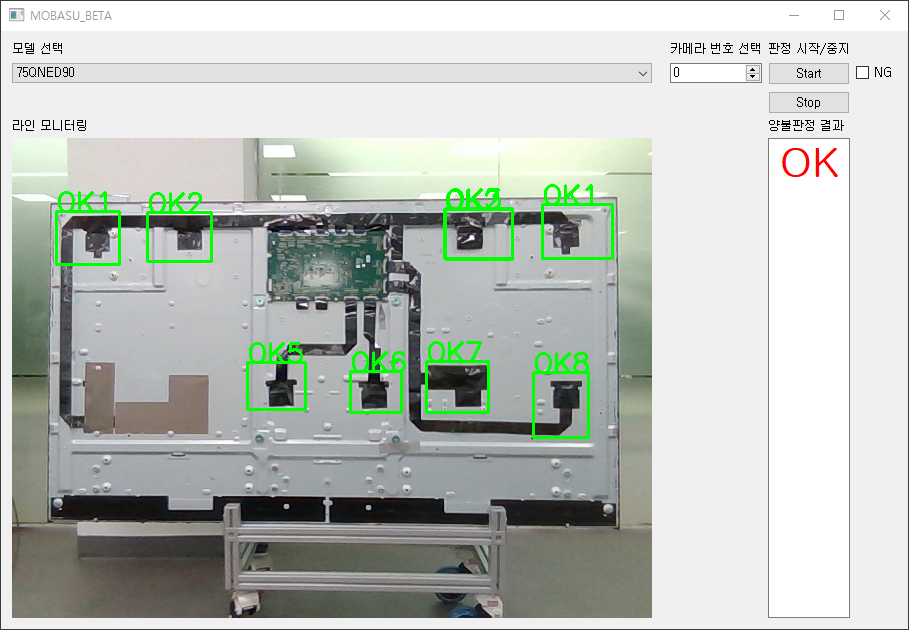 MOBASU_BETA
모델 선택
카메라 번호 선택
판정 시작/중지
75QNED90
0
Start
NG
Stop
라인 모니터링
양불판정 결과
OK
OK1
OK2
OK1
OK5
OK6
OK7
OK8